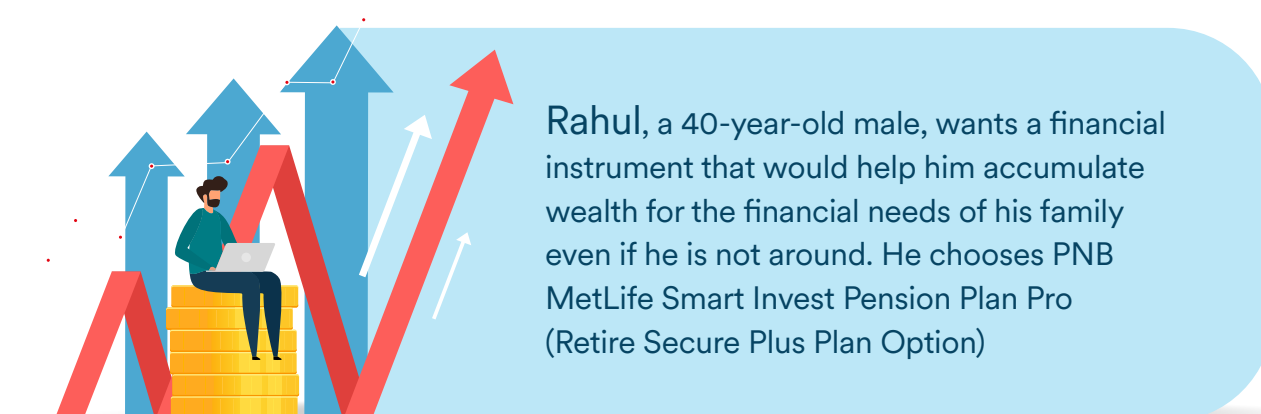 Rahul, a 40-year-old male, wants a financial
instrument that would help him accumulate
wealth for the financial needs of his family
even if he is not around. He chooses PNB
MetLife Smart Invest Pension Plan Pro
(Retire Secure Plus Plan Option)